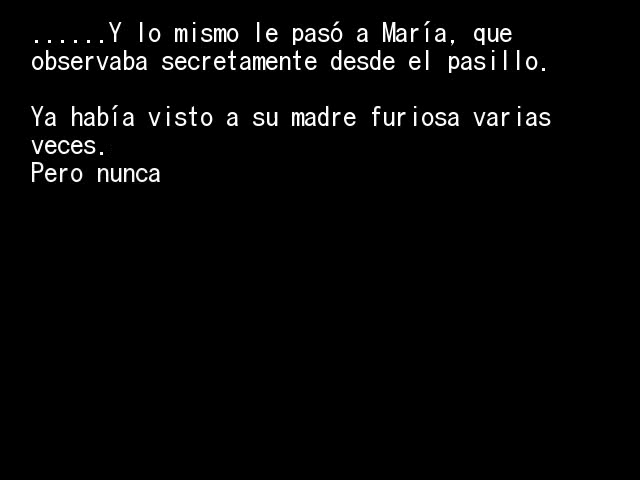 ......Y lo mismo le pasó a María, que
observaba secretamente desde el pasillo.
Ya había visto a su madre furiosa varias
veces.
Pero nunca